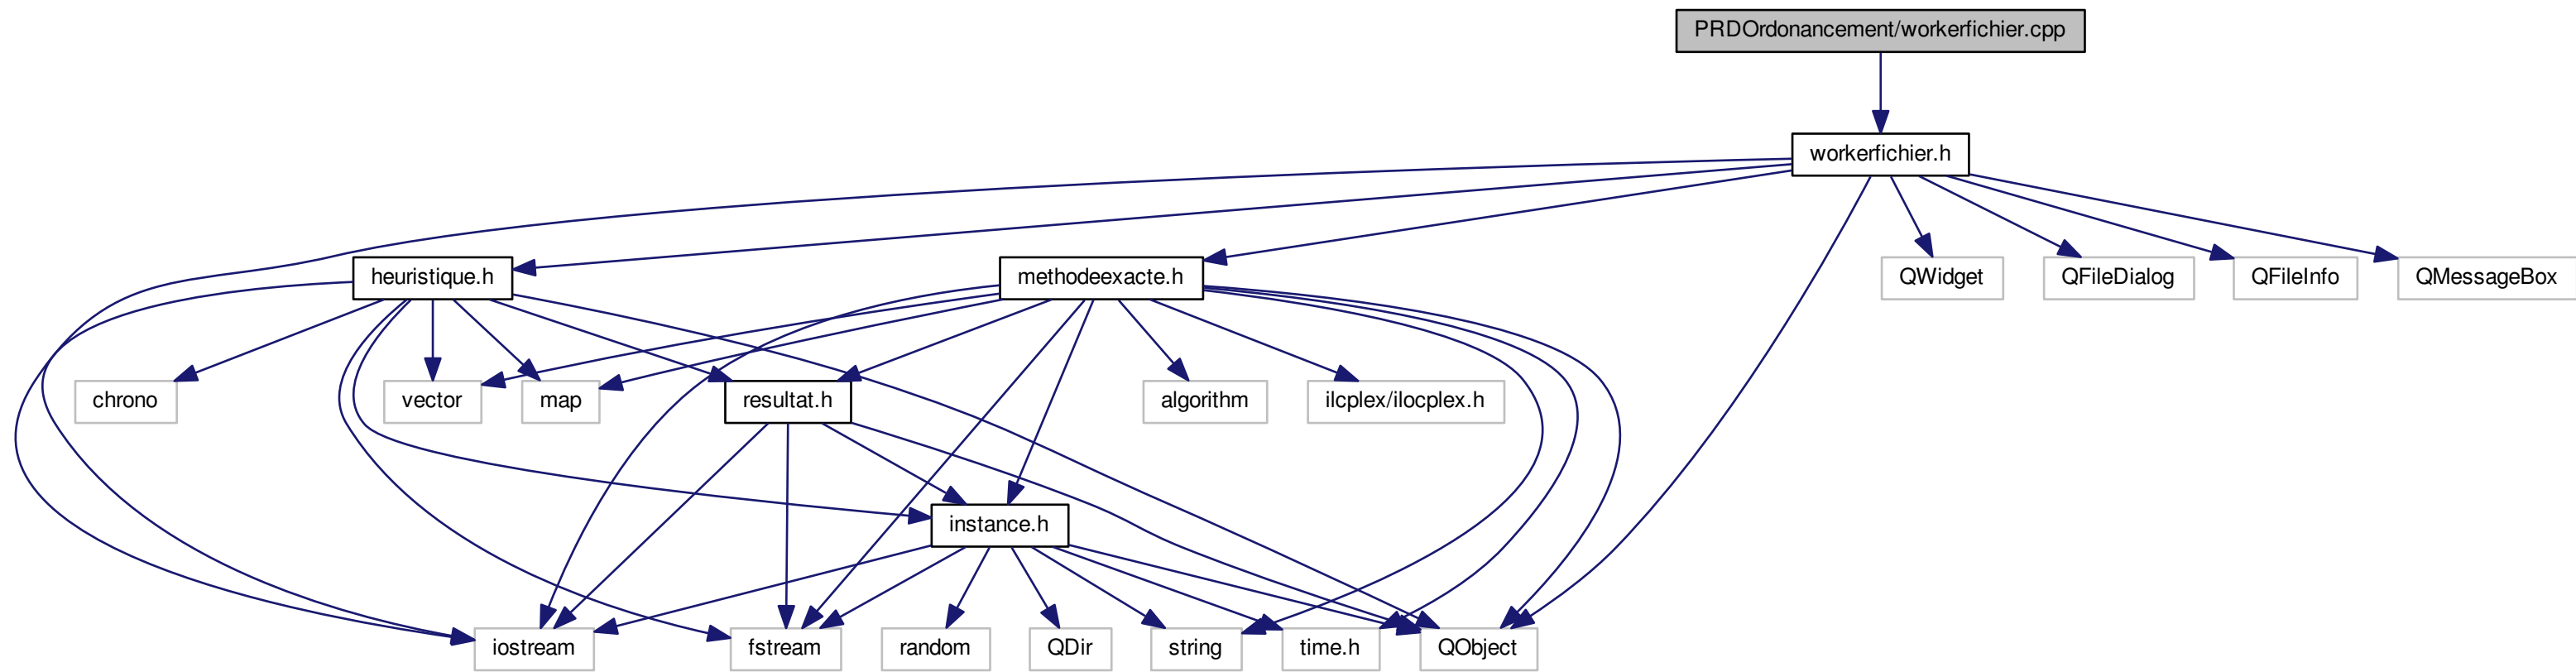 PRDOrdonancement/workerfichier.cpp
workerfichier.h
heuristique.h
methodeexacte.h
QWidget
QFileDialog
QFileInfo
QMessageBox
chrono
vector
map
resultat.h
algorithm
ilcplex/ilocplex.h
instance.h
iostream
fstream
random
QDir
string
time.h
QObject